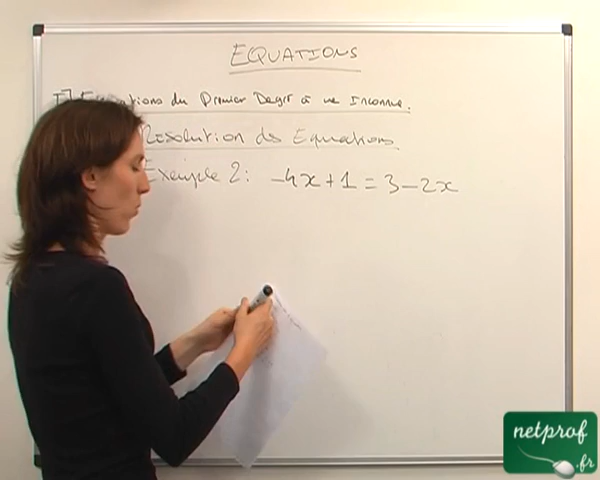 EQUATIONS
I] Equations du Premier Degré à une Inconnue.
Résolution des Equations
Exemple 2: -4x+1=3-2x
netprof
.fr